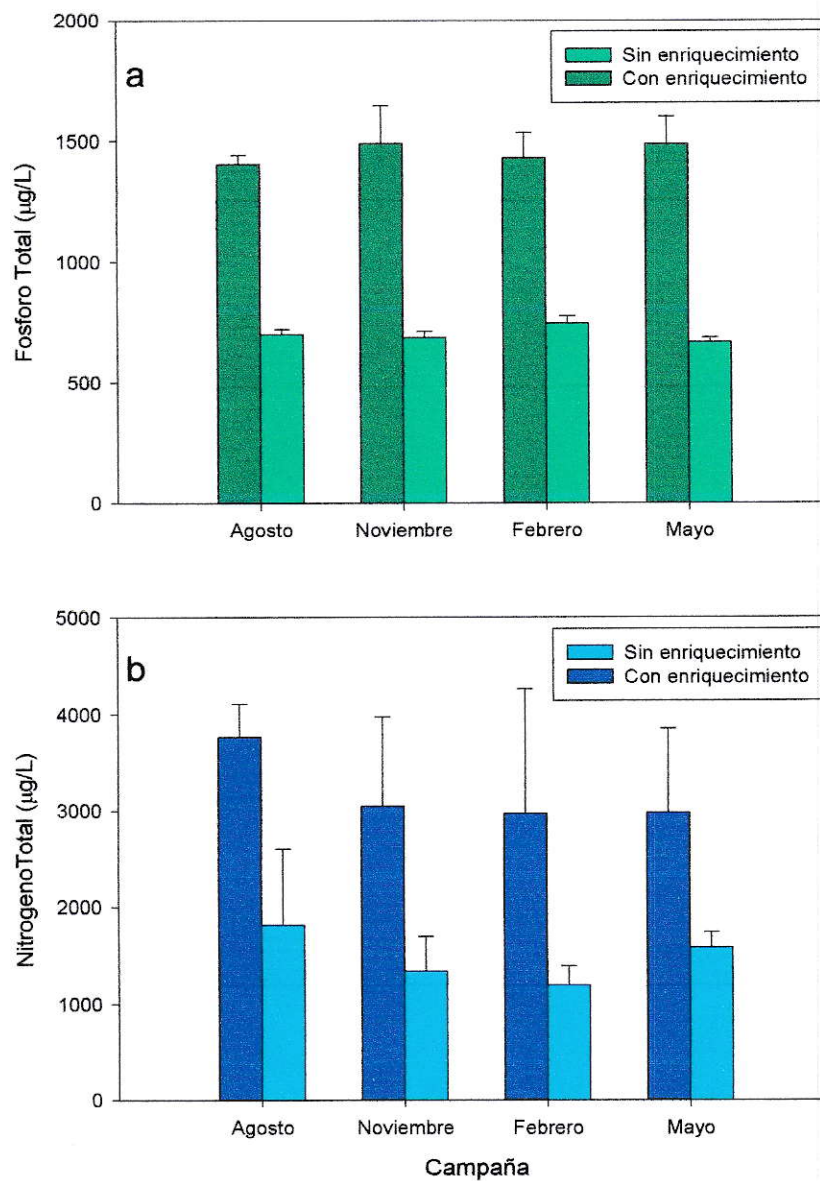 2000
a
Sin enriquecimiento
Con enriquecimiento
1500
1000
500
0
Fosforo Total (µg/L)
Agosto Noviembre Febrero Mayo
5000
b
Sin enriquecimiento
Con enriquecimiento
4000
3000
2000
1000
0
NitrogenoTotal (µg/L)
Agosto Noviembre Febrero Mayo
Campaña